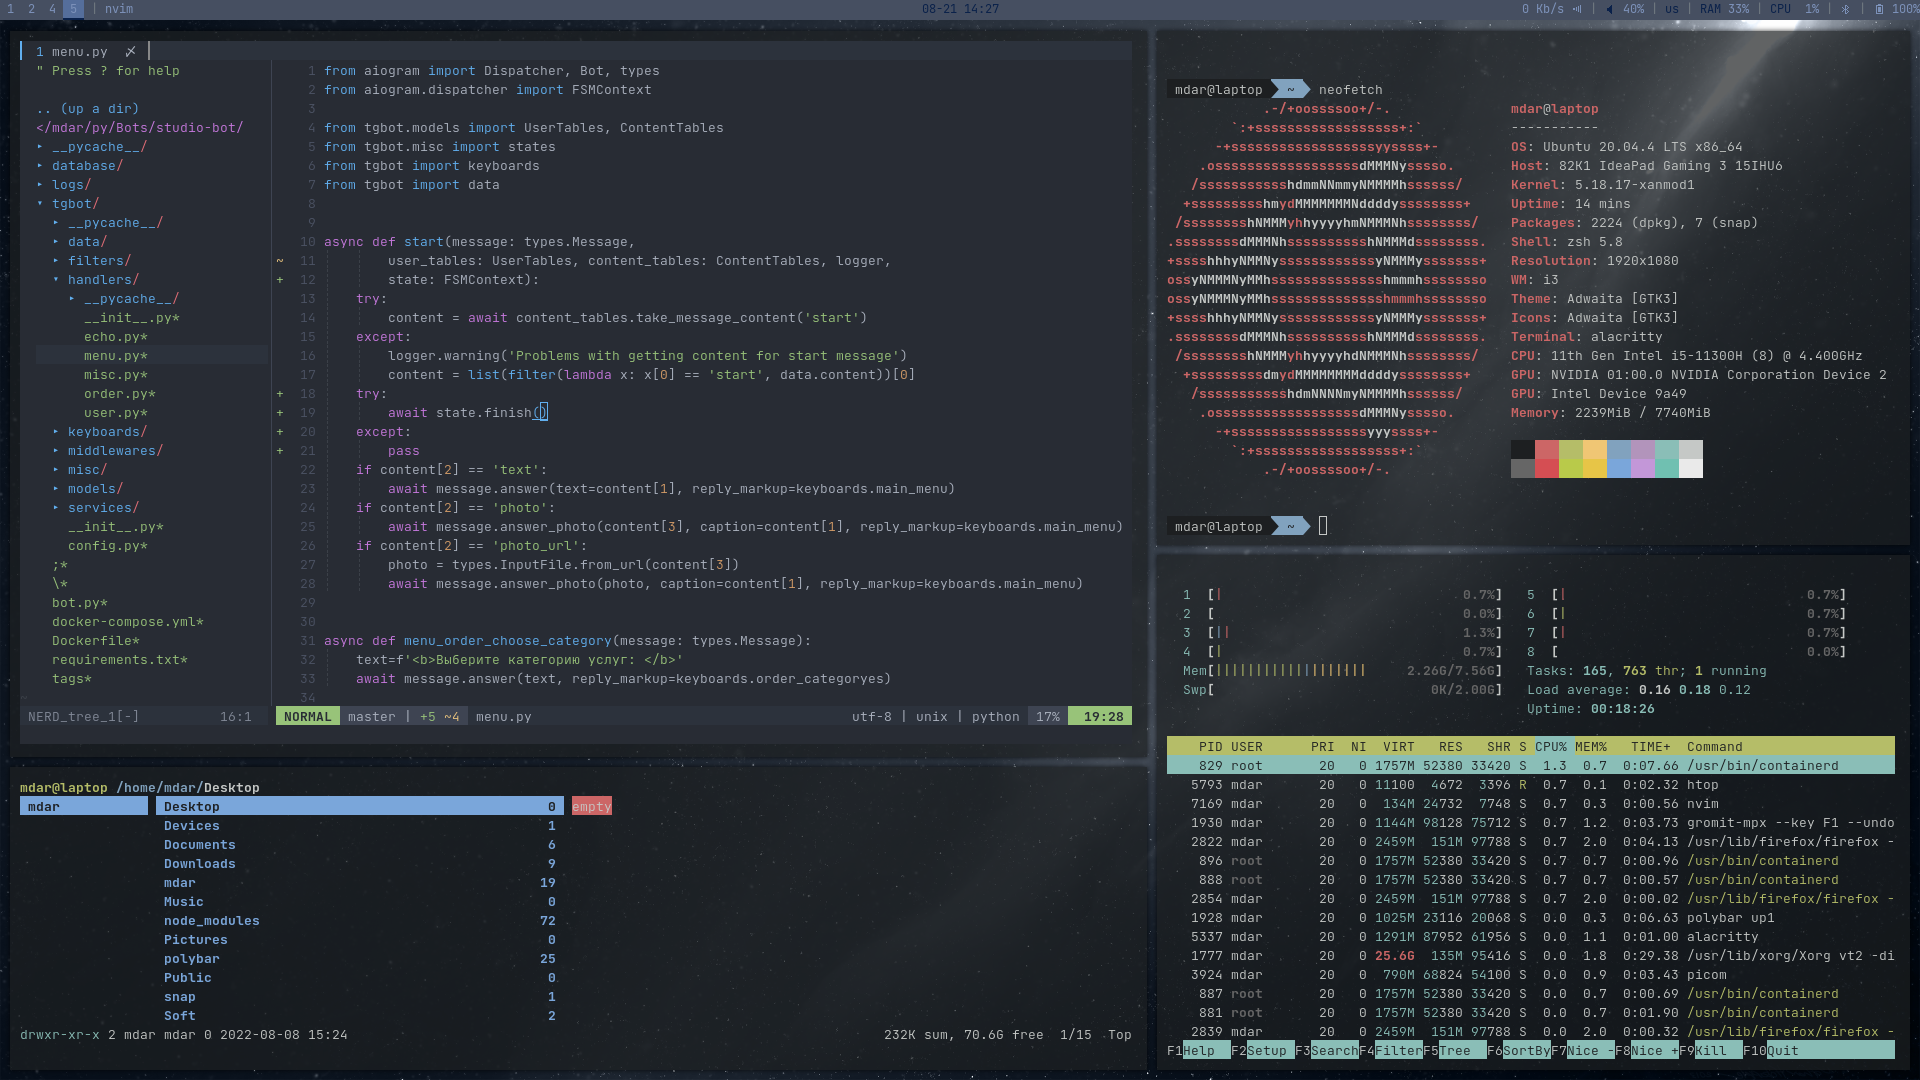 1 2 4 5 | nvim
08-21 14:27
0 Kb/s | 40% | us | RAM 33% | CPU 1% | | 100%
1 menu.py
" Press ? for help
.. (up a dir)
</mdar/py/Bots/studio-bot/
▸ __pycache__/
▸ database/
▸ logs/
▾ tgbot/
▸ __pycache__/
▸ data/
▸ filters/
▾ handlers/
▸ __pycache__/
__init__.py*
echo.py*
menu.py*
misc.py*
order.py*
user.py*
▸ keyboards/
▸ middlewares/
▸ misc/
▸ models/
▸ services/
__init__.py*
config.py*
;*
\*
bot.py*
docker-compose.yml*
Dockerfile*
requirements.txt*
tags*
NERD_tree_1[-] 16:1
1 from aiogram import Dispatcher, Bot, types
2 from aiogram.dispatcher import FSMContext
3
4 from tgbot.models import UserTables, ContentTables
5 from tgbot.misc import states
6 from tgbot import keyboards
7 from tgbot import data
8
9
10 async def start(message: types.Message,
~ 11 user_tables: UserTables, content_tables: ContentTables, logger,
+ 12 state: FSMContext):
13 try:
14 content = await content_tables.take_message_content('start')
15 except:
16 logger.warning('Problems with getting content for start message')
17 content = list(filter(lambda x: x[0] == 'start', data.content))[0]
+ 18 try:
+ 19 await state.finish()
+ 20 except:
+ 21 pass
22 if content[2] == 'text':
23 await message.answer(text=content[1], reply_markup=keyboards.main_menu)
24 if content[2] == 'photo':
25 await message.answer_photo(content[3], caption=content[1], reply_markup=keyboards.main_menu)
26 if content[2] == 'photo_url':
27 photo = types.InputFile.from_url(content[3])
28 await message.answer_photo(photo, caption=content[1], reply_markup=keyboards.main_menu)
29
30
31 async def menu_order_choose_category(message: types.Message):
32 text=f'<b>Выберите категорию услуг: </b>'
33 await message.answer(text, reply_markup=keyboards.order_categoryes)
34
NORMAL master | +5 ~4 menu.py utf-8 | unix | python 17% 19:28
mdar@laptop /home/mdar/Desktop
mdar
Desktop 0 empty
Devices 1
Documents 6
Downloads 9
mdar 19
Music 0
node_modules 72
Pictures 0
polybar 25
Public 0
snap 1
Soft 2
drwxr-xr-x 2 mdar mdar 0 2022-08-08 15:24 232K sum, 70.6G free 1/15 Top
mdar@laptop ~ neofetch
.-/+oossssoo+/-.
`:+ssssssssssssssssss+:`
-+ssssssssssssssssssyyssss+-
.ossssssssssssssssssdMMMNysssso.
/ssssssssssshdmmNNmmyNMMMMhssssss/
+ssssssssshmydMMMMMMMNddddyssssssss+
/sssssssshNMMMyhhyyyyhmNMMMNhssssssss/
.ssssssssdMMMNhsssssssssshNMMMdssssssss.
+sssshhhyNMMNyssssssssssssyNMMMysssssss+
ossyNMMMNyMMhsssssssssssssshmmmhssssssso
ossyNMMMNyMMhsssssssssssssshmmmhssssssso
+sssshhhyNMMNyssssssssssssyNMMMysssssss+
.ssssssssdMMMNhsssssssssshNMMMdssssssss.
/sssssssshNMMMyhhyyyyhdNMMMNhssssssss/
+sssssssssdmydMMMMMMMMddddyssssssss+
/ssssssssssshdmNNNNmyNMMMMhssssss/
.ossssssssssssssssssdMMMNysssso.
-+sssssssssssssssssyyyssss+-
`:+ssssssssssssssssss+:`
.-/+oossssoo+/-.
mdar@laptop
-----------
OS: Ubuntu 20.04.4 LTS x86_64
Host: 82K1 IdeaPad Gaming 3 15IHU6
Kernel: 5.18.17-xanmod1
Uptime: 14 mins
Packages: 2224 (dpkg), 7 (snap)
Shell: zsh 5.8
Resolution: 1920x1080
WM: i3
Theme: Adwaita [GTK3]
Icons: Adwaita [GTK3]
Terminal: alacritty
CPU: 11th Gen Intel i5-11300H (8) @ 4.400GHz
GPU: NVIDIA 01:00.0 NVIDIA Corporation Device 2
GPU: Intel Device 9a49
Memory: 2239MiB / 7740MiB
mdar@laptop ~
1 [| 0.7%] 5 [| 0.7%]
2 [ 0.0%] 6 [| 0.7%]
3 [|| 1.3%] 7 [| 0.7%]
4 [| 0.7%] 8 [ 0.0%]
Mem[||||||||||||||||||| 2.26G/7.56G] Tasks: 165, 763 thr; 1 running
Swp[ 0K/2.00G] Load average: 0.16 0.18 0.12
Uptime: 00:18:26
PID USER PRI NI VIRT RES SHR S CPU% MEM% TIME+ Command
829 root 20 0 1757M 52380 33420 S 1.3 0.7 0:07.66 /usr/bin/containerd
5793 mdar 20 0 11100 4672 3396 R 0.7 0.1 0:02.32 htop
7169 mdar 20 0 134M 24732 7748 S 0.7 0.3 0:00.56 nvim
1930 mdar 20 0 1144M 98128 75712 S 0.7 1.2 0:03.73 gromit-mpx --key F1 --undo
2822 mdar 20 0 2459M 151M 97788 S 0.7 2.0 0:04.13 /usr/lib/firefox/firefox -
896 root 20 0 1757M 52380 33420 S 0.7 0.7 0:00.96 /usr/bin/containerd
888 root 20 0 1757M 52380 33420 S 0.7 0.7 0:00.57 /usr/bin/containerd
2854 mdar 20 0 2459M 151M 97788 S 0.7 2.0 0:00.02 /usr/lib/firefox/firefox -
1928 mdar 20 0 1025M 23116 20068 S 0.0 0.3 0:06.63 polybar up1
5337 mdar 20 0 1291M 87952 61956 S 0.0 1.1 0:01.00 alacritty
1777 mdar 20 0 25.6G 135M 95416 S 0.0 1.8 0:29.38 /usr/lib/xorg/Xorg vt2 -di
3924 mdar 20 0 790M 68824 54100 S 0.0 0.9 0:03.43 picom
887 root 20 0 1757M 52380 33420 S 0.0 0.7 0:00.69 /usr/bin/containerd
881 root 20 0 1757M 52380 33420 S 0.0 0.7 0:01.90 /usr/bin/containerd
2839 mdar 20 0 2459M 151M 97788 S 0.0 2.0 0:00.32 /usr/lib/firefox/firefox -
F1Help F2Setup F3SearchF4FilterF5Tree F6SortByF7Nice -F8Nice +F9Kill F10Quit